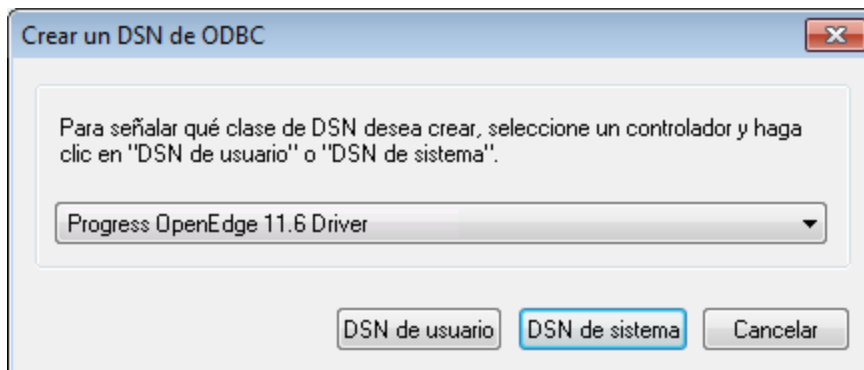 Crear un DSN de ODBC
Para señalar qué clase de DSN desea crear, seleccione un controlador y haga
clic en "DSN de usuario" o "DSN de sistema".
Progress OpenEdge 11.6 Driver
DSN de usuario
DSN de sistema
Cancelar